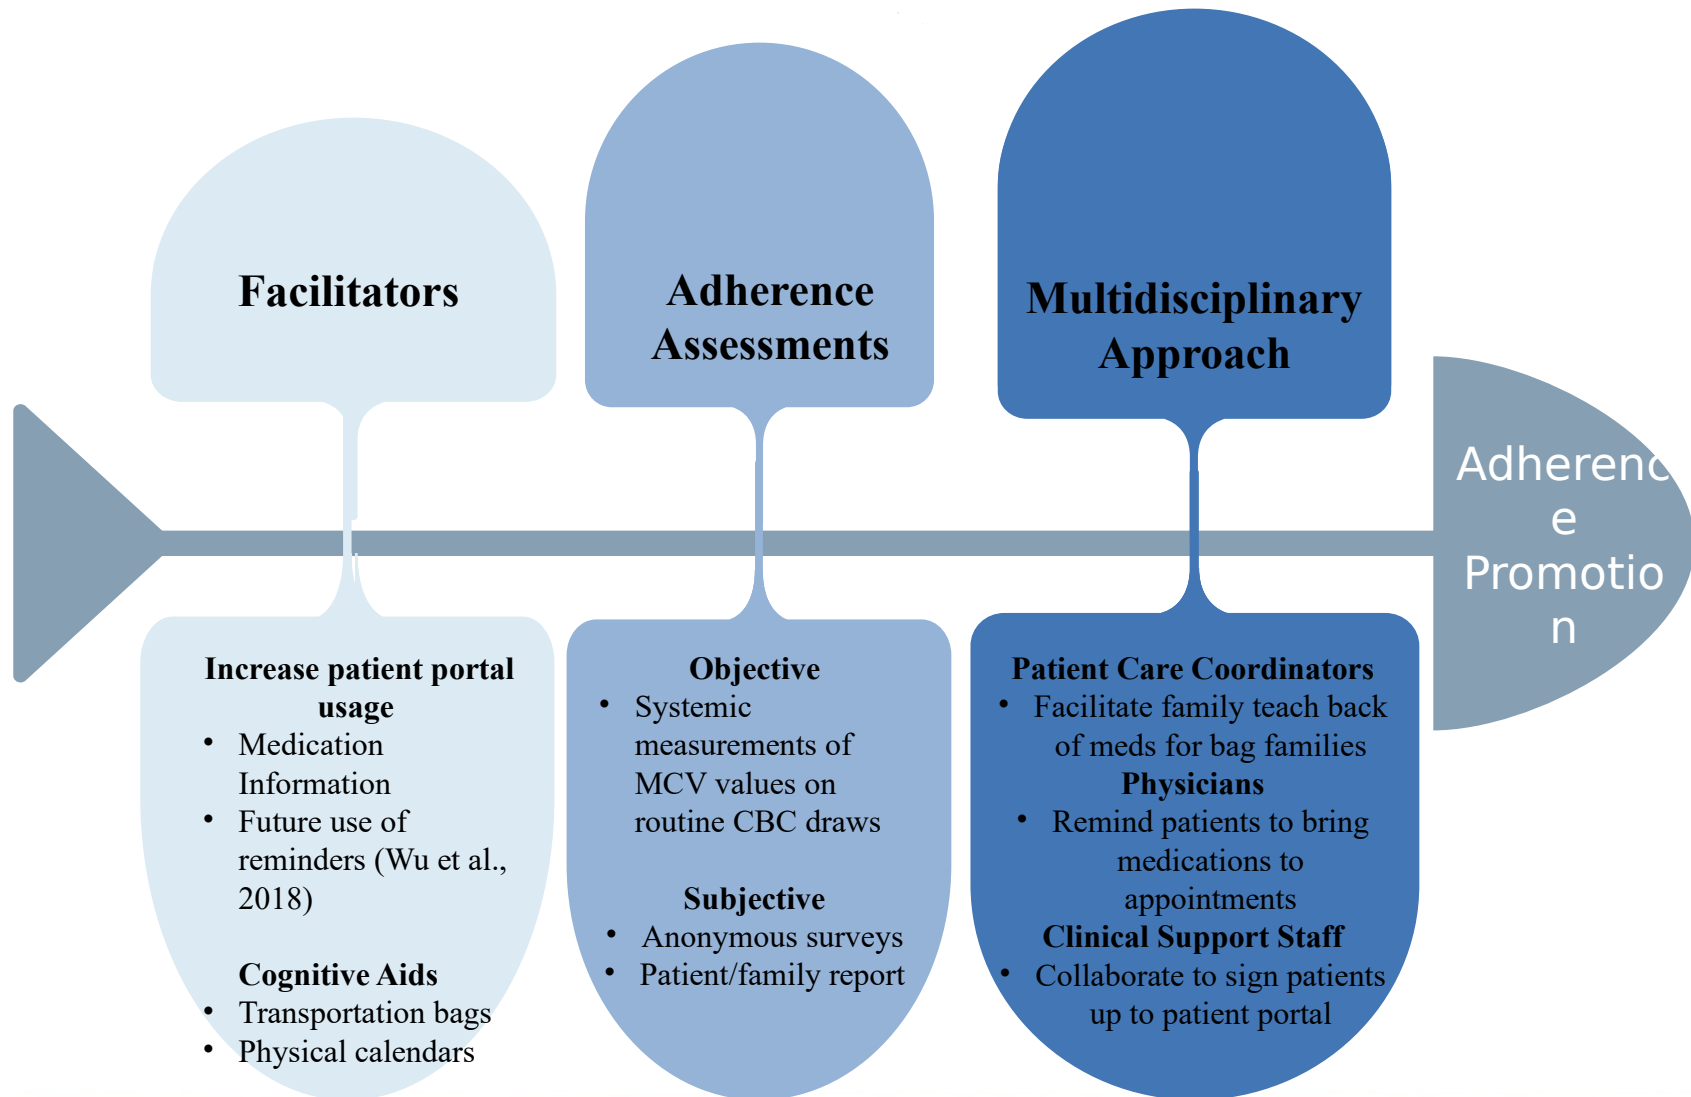 Facilitators
Adherence
Assessments
Multidisciplinary
Approach
Adherenc
e
Promotio
n
Increase patient portal
usage
• Medication
Information
• Future use of
reminders (Wu et al.,
2018)
Cognitive Aids
• Transportation bags
• Physical calendars
Objective
• Systemic
measurements of
MCV values on
routine CBC draws
Subjective
• Anonymous surveys
• Patient/family report
Patient Care Coordinators
• Facilitate family teach back
of meds for bag families
Physicians
• Remind patients to bring
medications to
appointments
Clinical Support Staff
• Collaborate to sign patients
up to patient portal